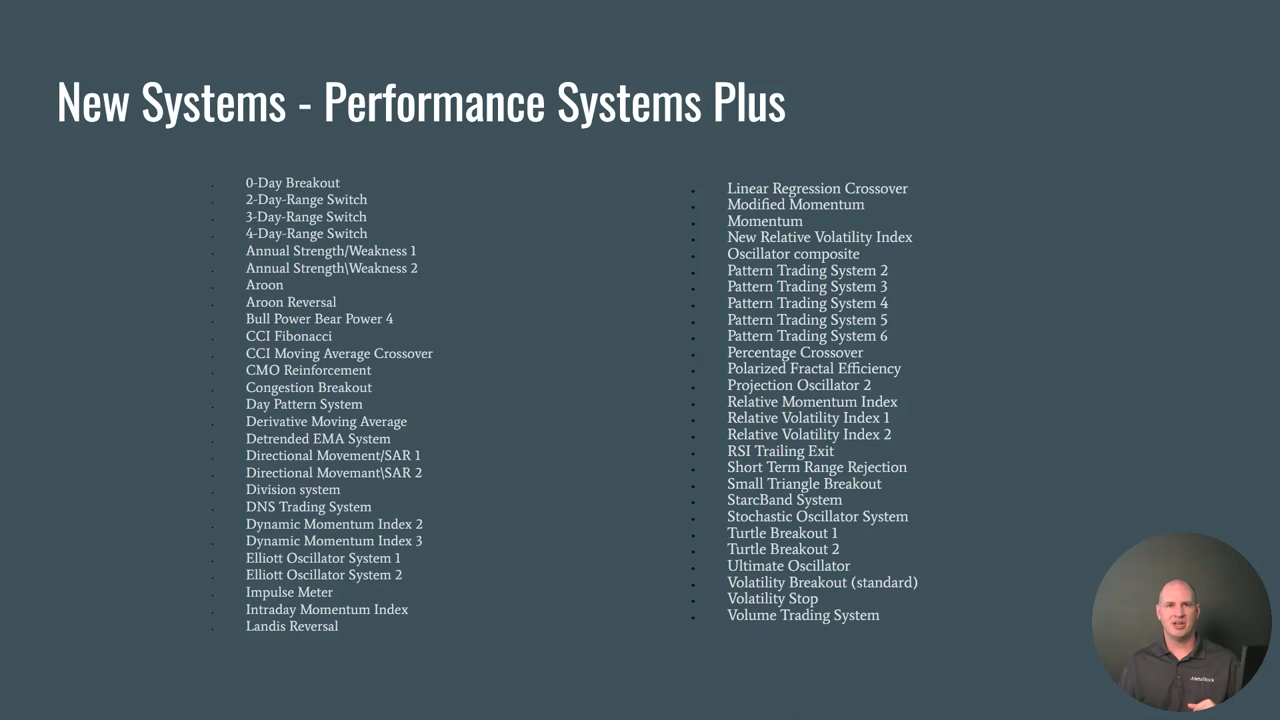 New Systems - Performance Systems Plus
0-Day Breakout
2-Day-Range Switch
3-Day-Range Switch
4-Day-Range Switch
Annual Strength/Weakness 1
Annual Strength\Weakness 2
Aroon
Aroon Reversal
Bull Power Bear Power 4
CCI Fibonacci
CCI Moving Average Crossover
CMO Reinforcement
Congestion Breakout
Day Pattern System
Derivative Moving Average
Detrended EMA System
Directional Movement/SAR 1
Directional Movemant\SAR 2
Division system
DNS Trading System
Dynamic Momentum Index 2
Dynamic Momentum Index 3
Elliott Oscillator System 1
Elliott Oscillator System 2
Impulse Meter
Intraday Momentum Index
Landis Reversal
Linear Regression Crossover
Modified Momentum
Momentum
New Relative Volatility Index
Oscillator composite
Pattern Trading System 2
Pattern Trading System 3
Pattern Trading System 4
Pattern Trading System 5
Pattern Trading System 6
Percentage Crossover
Polarized Fractal Efficiency
Projection Oscillator 2
Relative Momentum Index
Relative Volatility Index 1
Relative Volatility Index 2
RSI Trailing Exit
Short Term Range Rejection
Small Triangle Breakout
StarcBand System
Stochastic Oscillator System
Turtle Breakout 1
Turtle Breakout 2
Ultimate Oscillator
Volatility Breakout (standard)
Volatility Stop
Volume Trading System
MetaStock